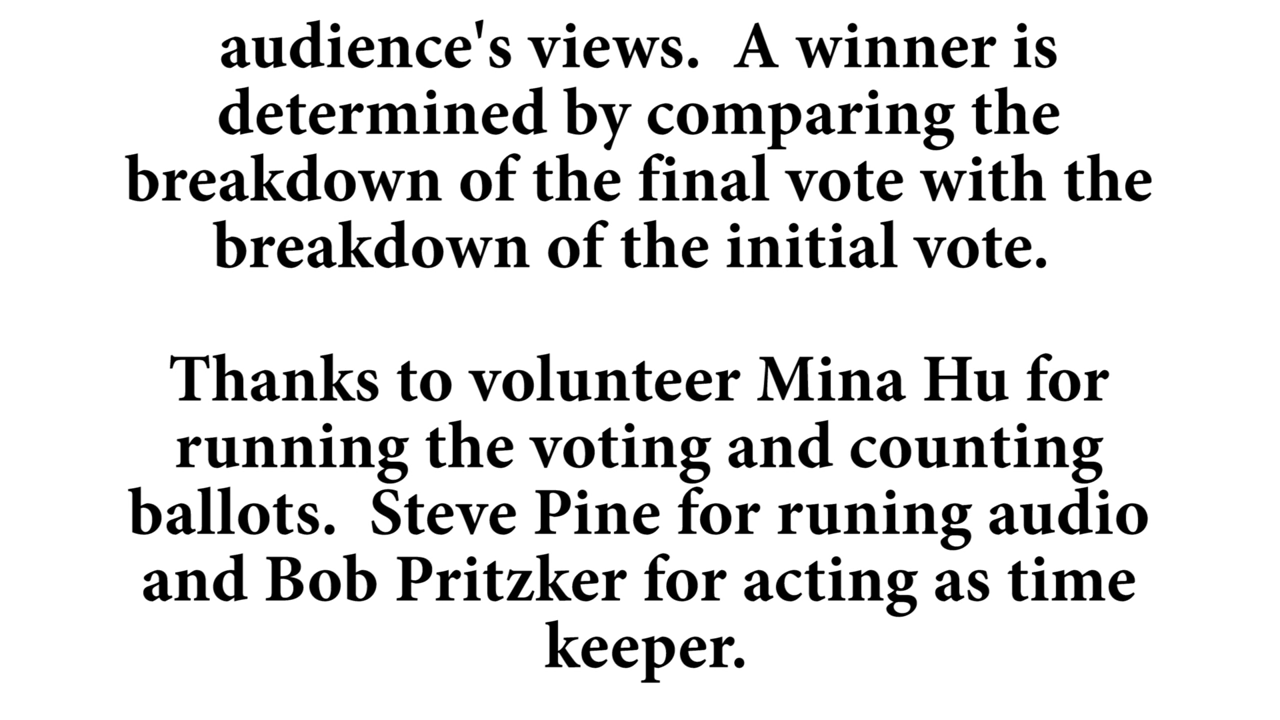 audience's views.  A winner is
determined by comparing the
breakdown of the final vote with the
breakdown of the initial vote.
Thanks to volunteer Mina Hu for
running the voting and counting
ballots.  Steve Pine for runing audio
and Bob Pritzker for acting as time
keeper.